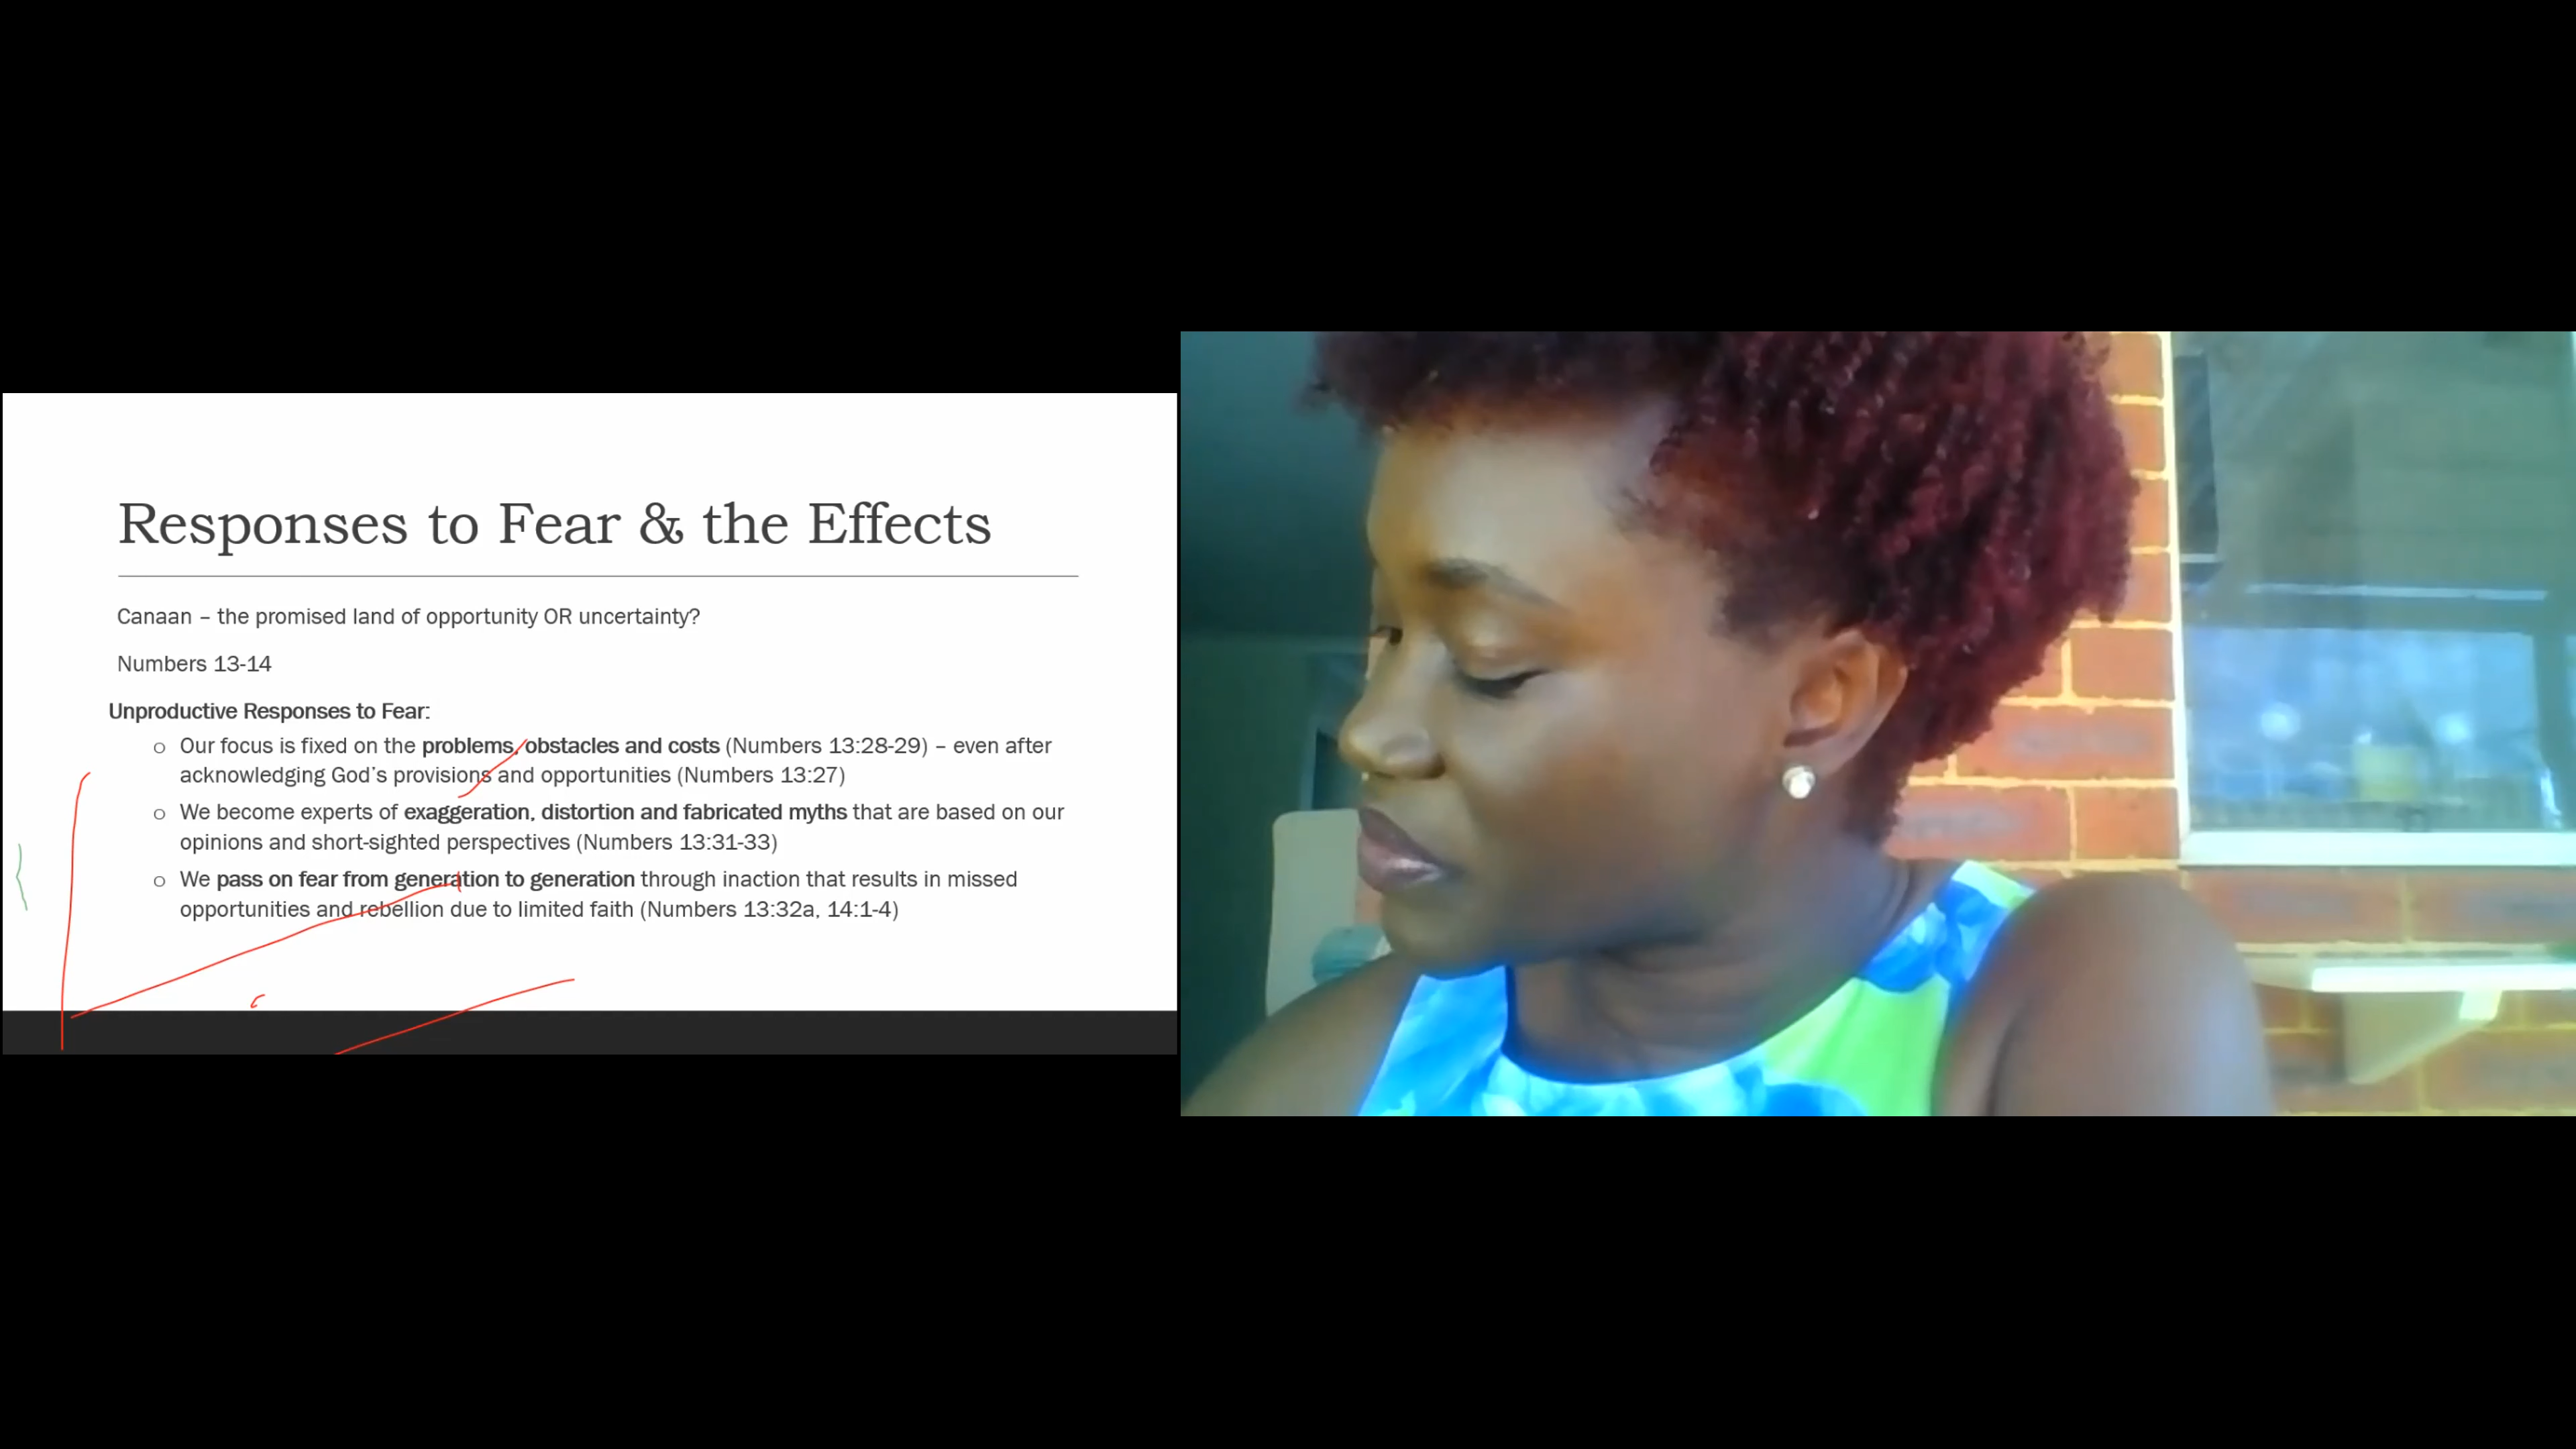 Responses to Fear & the Effects
Canaan – the promised land of opportunity OR uncertainty?
Numbers 13-14
Unproductive Responses to Fear:
o Our focus is fixed on the problems, obstacles and costs (Numbers 13:28-29) – even after
acknowledging God's provisions and opportunities (Numbers 13:27)
o We become experts of exaggeration, distortion and fabricated myths that are based on our
opinions and short-sighted perspectives (Numbers 13:31-33)
o We pass on fear from generation to generation through inaction that results in missed
opportunities and rebellion due to limited faith (Numbers 13:32a, 14:1-4)